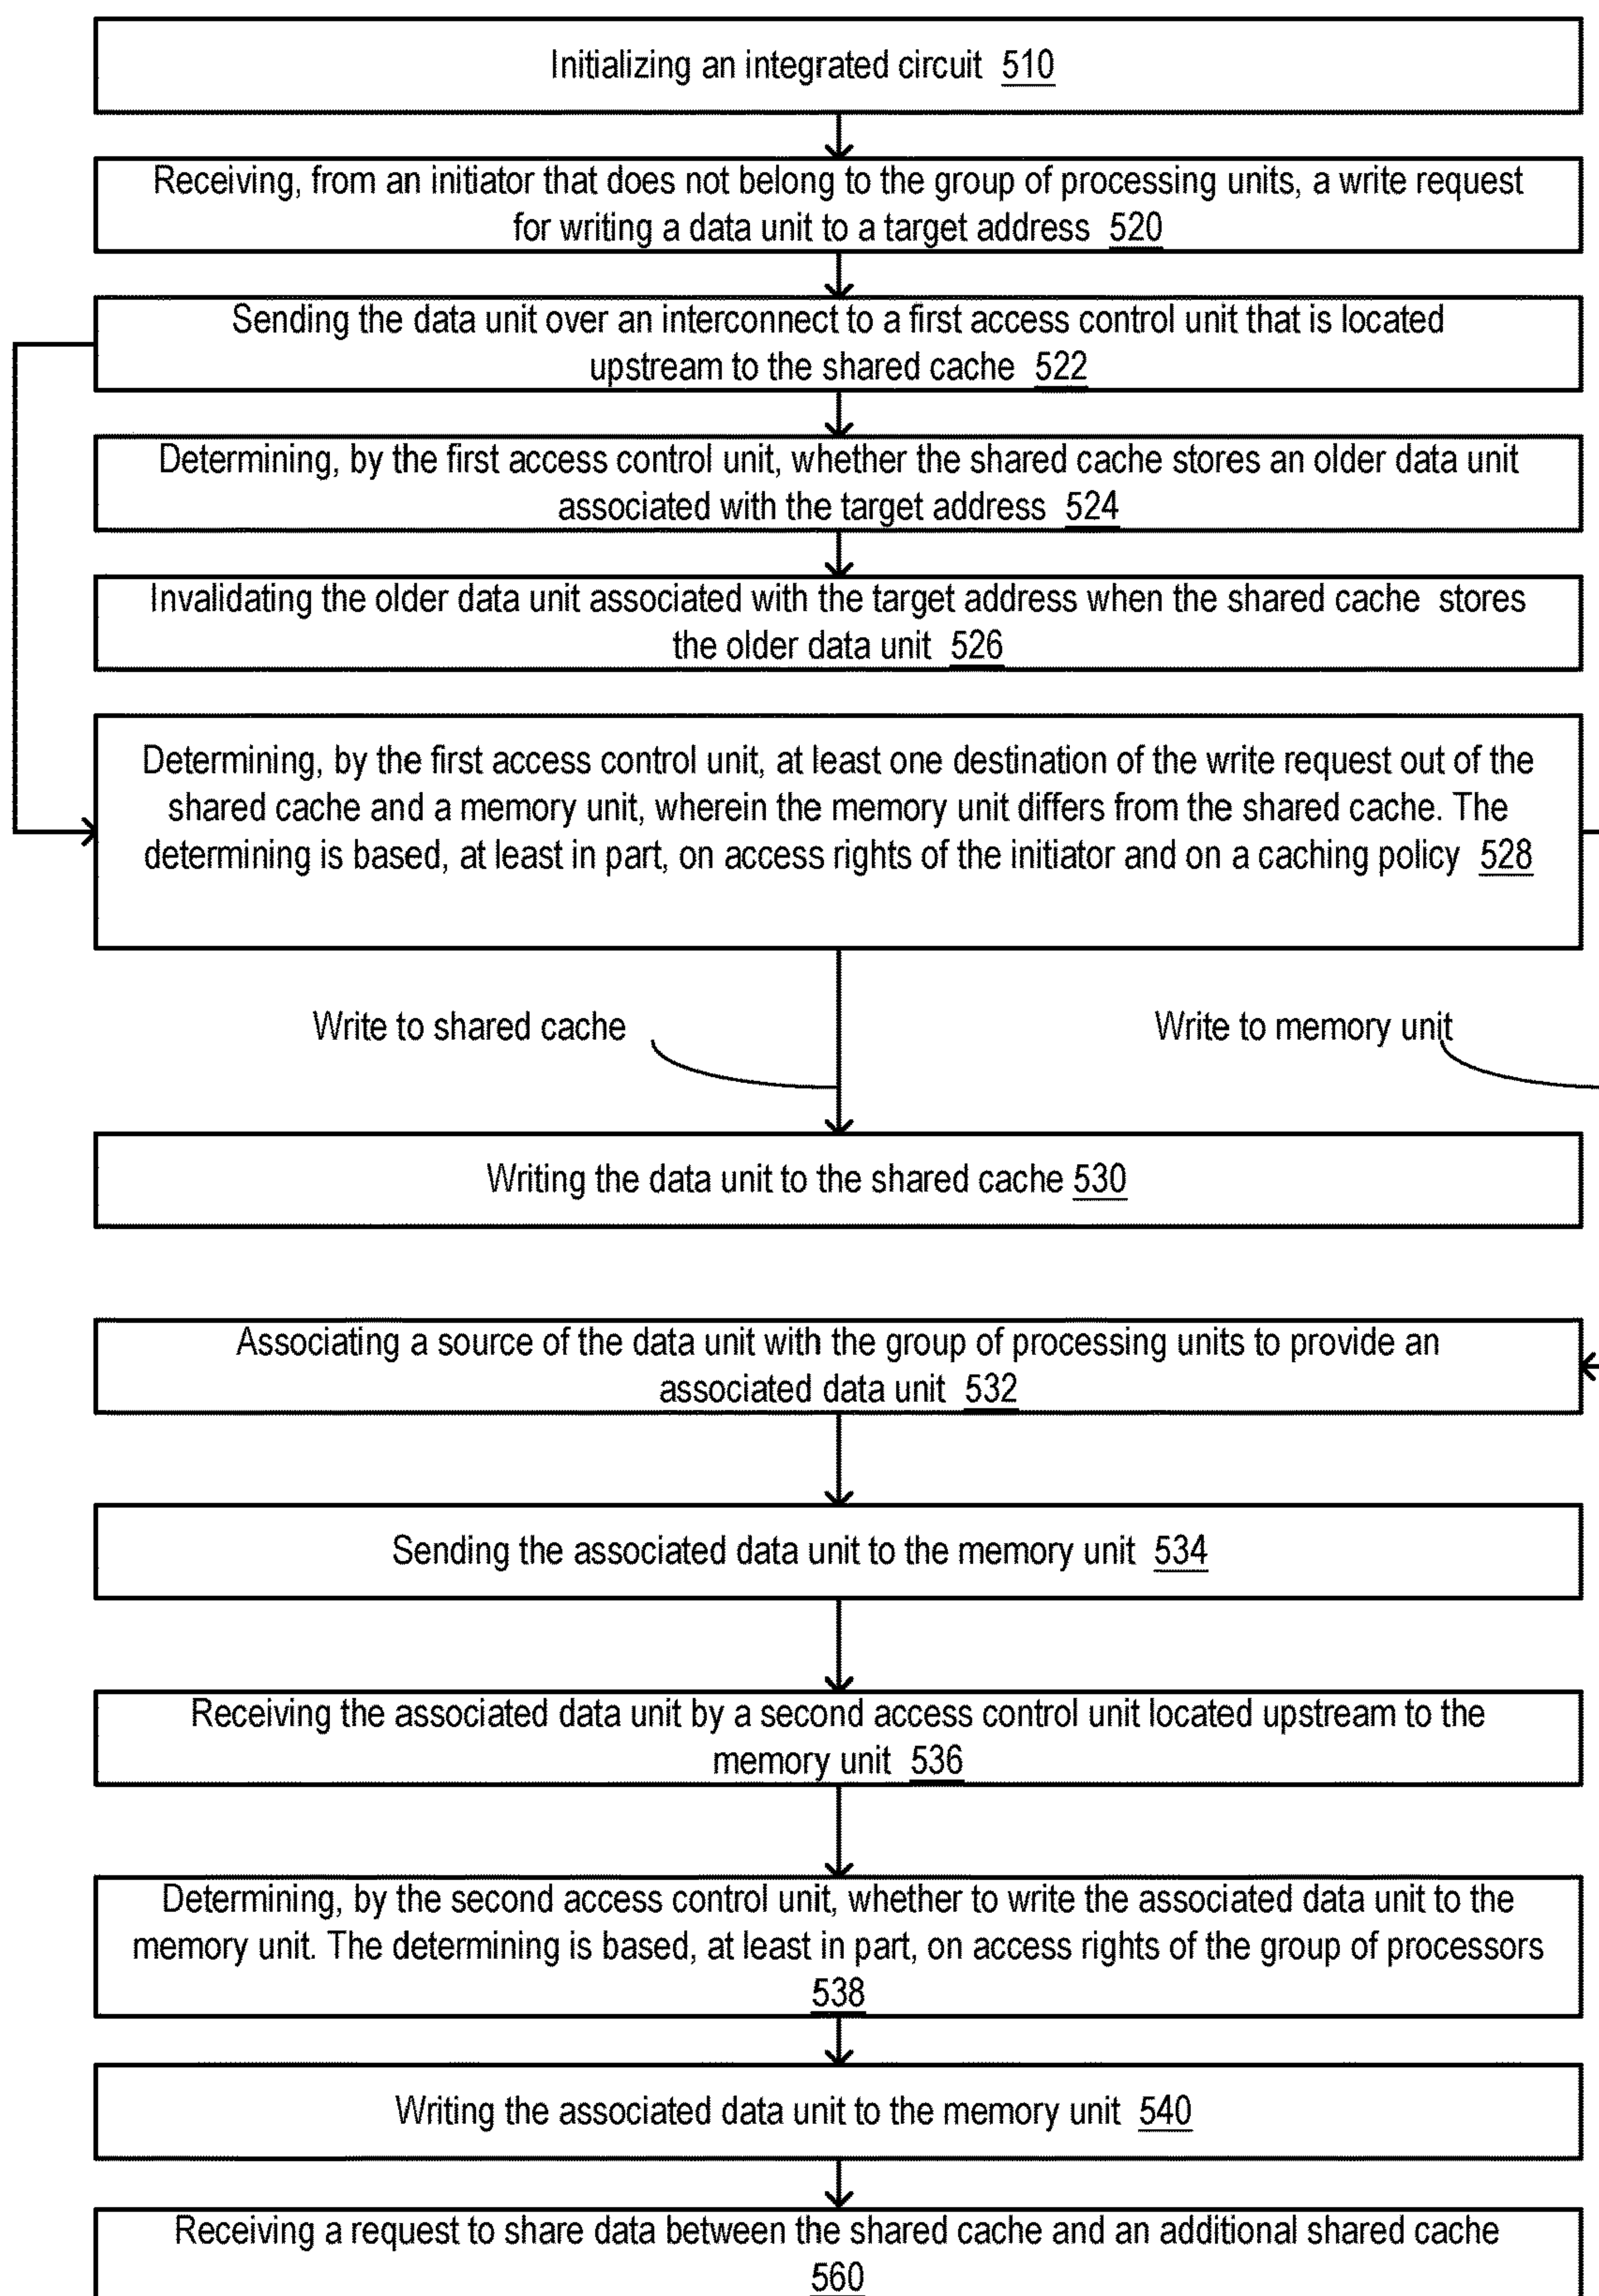 Initializing an integrated circuit 510
Receiving, from an initiator that does not belong to the group of processing units, a write request
for writing a data unit to a target address 520
Sending the data unit over an interconnect to a first access control unit that is located
upstream to the shared cache 522
Determining, by the first access control unit, whether the shared cache stores an older data unit
associated with the target address 524
Invalidating the older data unit associated with the target address when the shared cache stores
the older data unit 526
Determining, by the first access control unit, at least one destination of the write request out of the
shared cache and a memory unit, wherein the memory unit differs from the shared cache. The
determining is based, at least in part, on access rights of the initiator and on a caching policy 528
Write to shared cache
Write to memory unit
Writing the data unit to the shared cache 530
Associating a source of the data unit with the group of processing units to provide an
associated data unit 532
Sending the associated data unit to the memory unit 534
Receiving the associated data unit by a second access control unit located upstream to the
memory unit 536
Determining, by the second access control unit, whether to write the associated data unit to the
memory unit. The determining is based, at least in part, on access rights of the group of processors
538
Writing the associated data unit to the memory unit 540
Receiving a request to share data between the shared cache and an additional shared cache
560